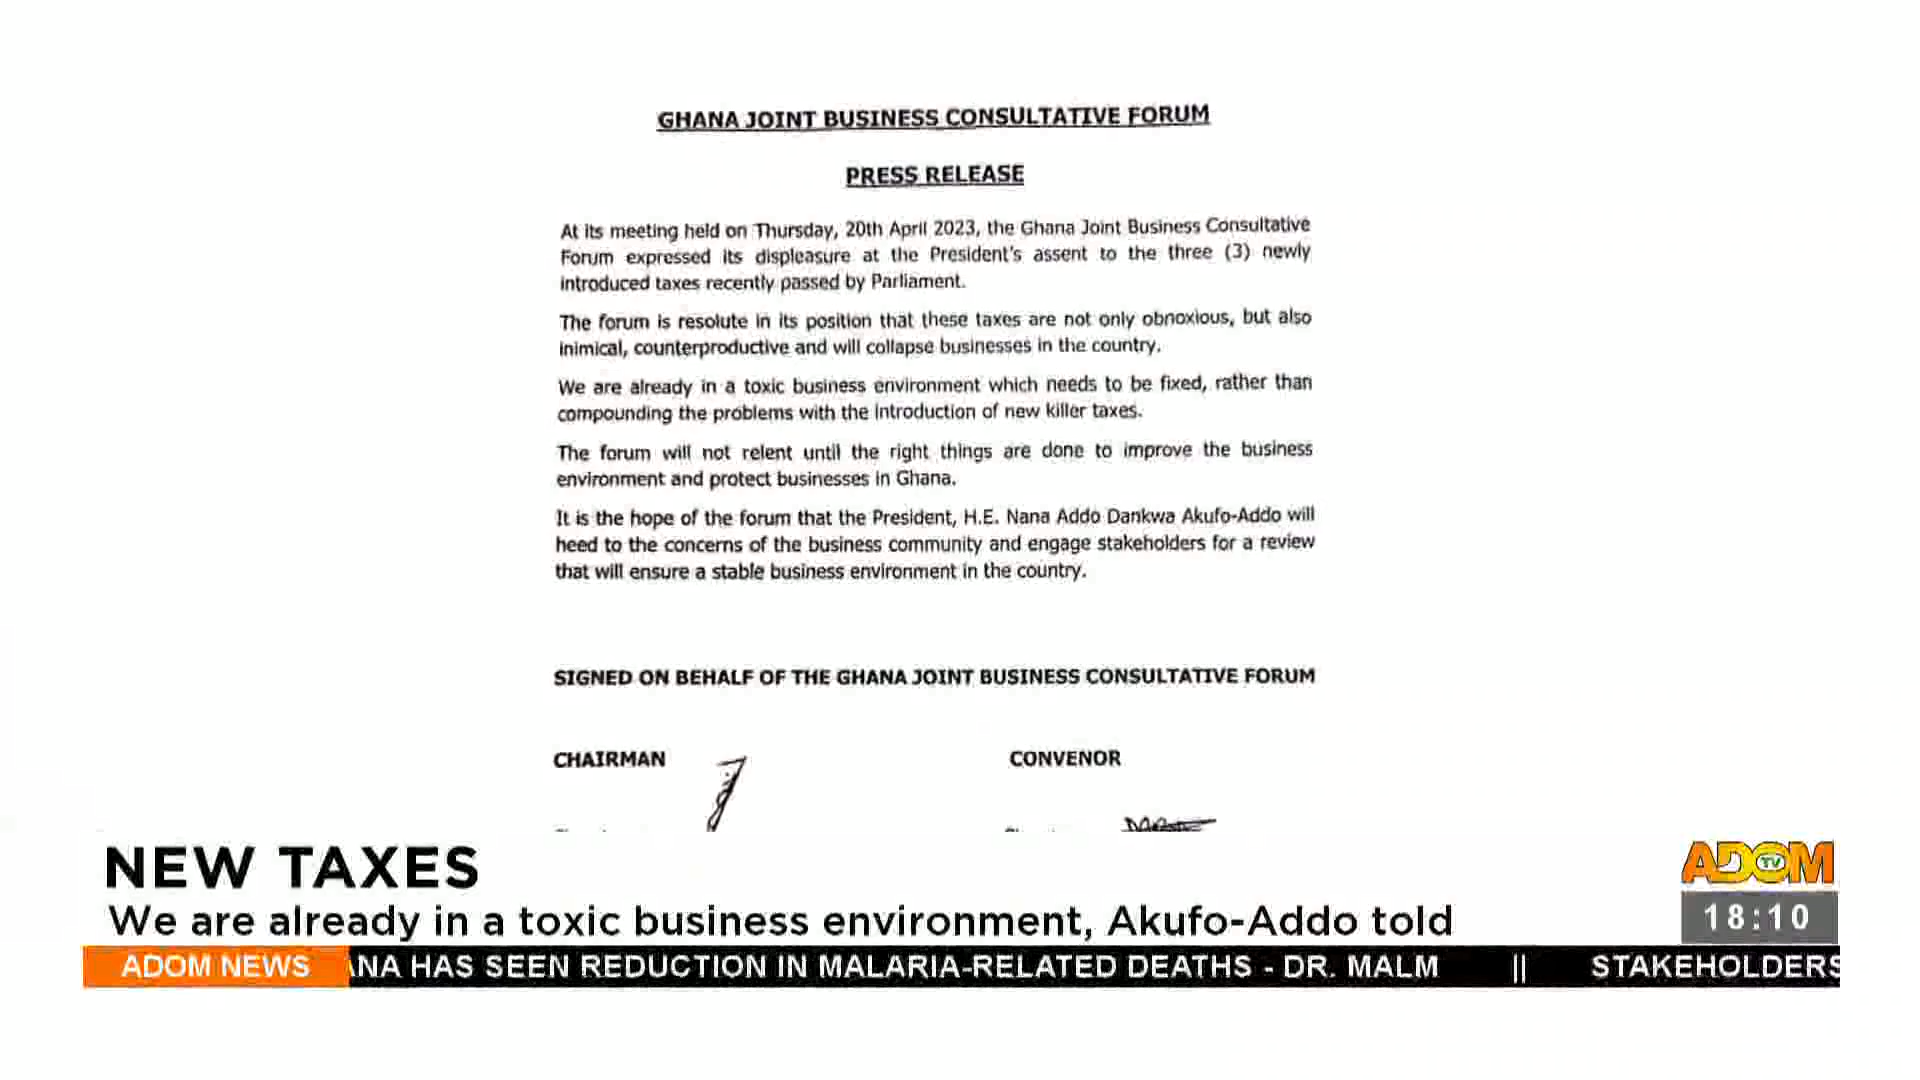 GHANA JOINT BUSINESS CONSULTATIVE FORUM
PRESS RELEASE
At its meeting held on Thursday, 20th April 2023, the Ghana Joint Business Consultative
Forum expressed its displeasure at the President's assent to the three (3) newly
introduced taxes recently passed by Parliament.
The forum is resolute in its position that these taxes are not only obnoxious, but also
inimical, counterproductive and will collapse businesses in the country.
We are already in a toxic business environment which needs to be fixed, rather than
compounding the problems with the introduction of new killer taxes.
The forum will not relent until the right things are done to improve the business
environment and protect businesses in Ghana.
It is the hope of the forum that the President, H.E. Nana Addo Dankwa Akufo-Addo will
heed to the concerns of the business community and engage stakeholders for a review
that will ensure a stable business environment in the country.
SIGNED ON BEHALF OF THE GHANA JOINT BUSINESS CONSULTATIVE FORUM
CHAIRMAN CONVENOR
NEW TAXES
We are already in a toxic business environment, Akufo-Addo told
ADOM TV
18:10
ADOM NEWS NA HAS SEEN REDUCTION IN MALARIA-RELATED DEATHS - DR. MALM || STAKEHOLDERS